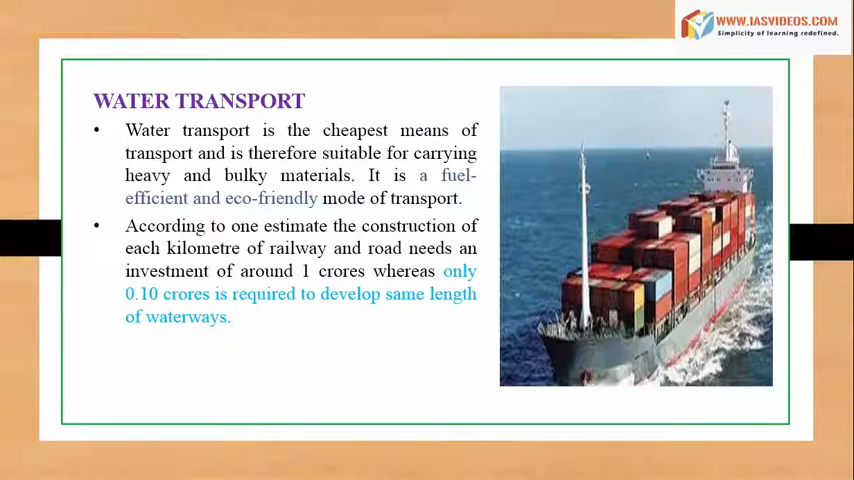 WWW.IASVIDEOS.COM
Simplicity of learning redefined.
WATER TRANSPORT
• Water transport is the cheapest means of
transport and is therefore suitable for carrying
heavy and bulky materials. It is a fuel-
efficient and eco-friendly mode of transport.
• According to one estimate the construction of
each kilometre of railway and road needs an
investment of around 1 crores whereas only
0.10 crores is required to develop same length
of waterways.